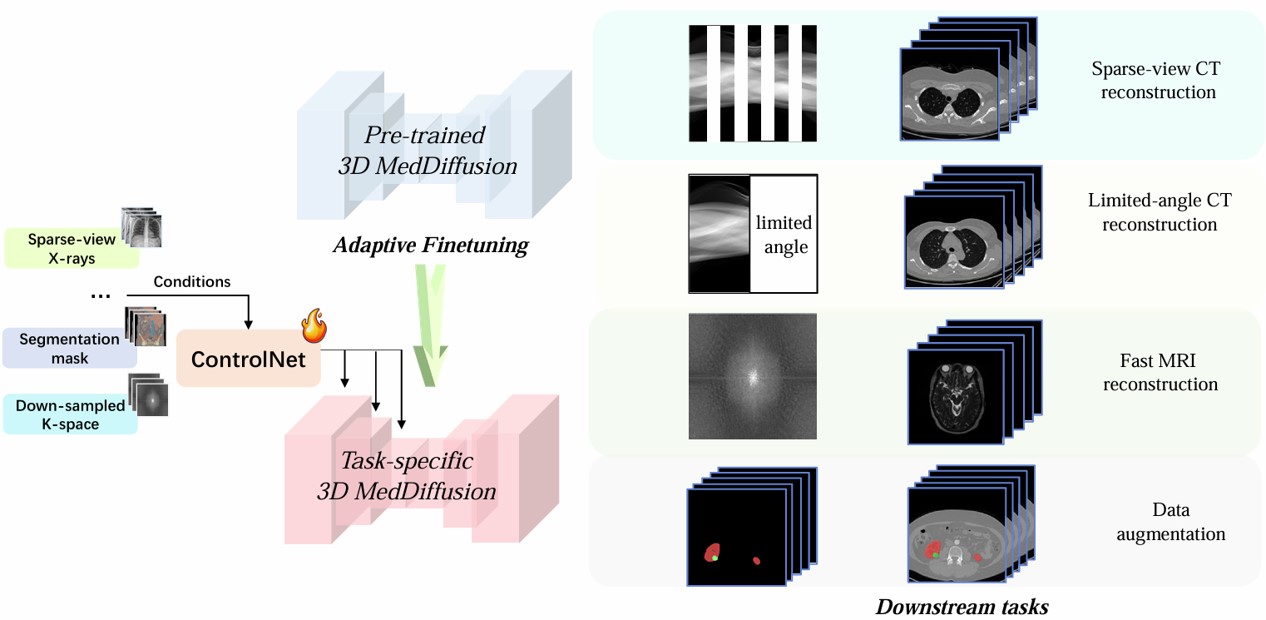 Pre-trained
3D MedDiffusion
Adaptive Finetuning
Sparse-view
X-rays
...
Conditions
Segmentation
mask
ControlNet
Down-sampled
K-space
Task-specific
3D MedDiffusion
Sparse-view CT
reconstruction
limited
angle
Limited-angle CT
reconstruction
Fast MRI
reconstruction
Data
augmentation
Downstream tasks